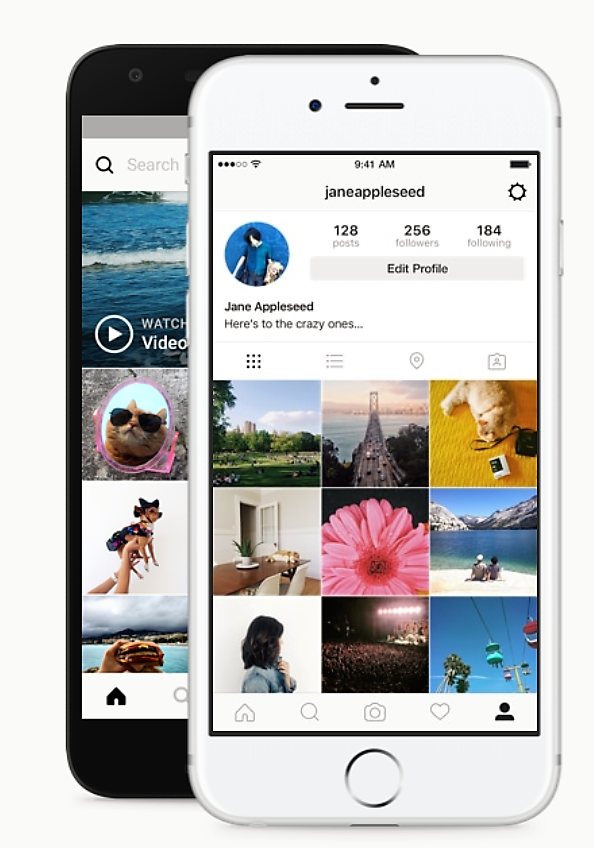 Search
WATCH
Video
9:41 AM
janeappleseed
128 256 184
posts followers following
Edit Profile
Jane Appleseed
Here's to the crazy ones...